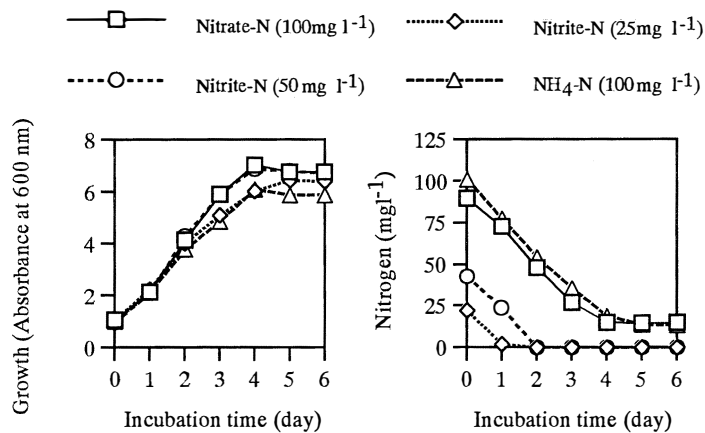 Nitrate-N (100mg l-1)
Nitrite-N (25mg l-1)
Nitrite-N (50 mg l-1)
NH4-N (100mg l-1)
Growth (Absorbance at 600 nm)
8
6
4
2
0
0 1 2 3 4 5 6
Incubation time (day)
Nitrogen (mgl-1)
125
100
75
50
25
0
0 1 2 3 4 5 6
Incubation time (day)